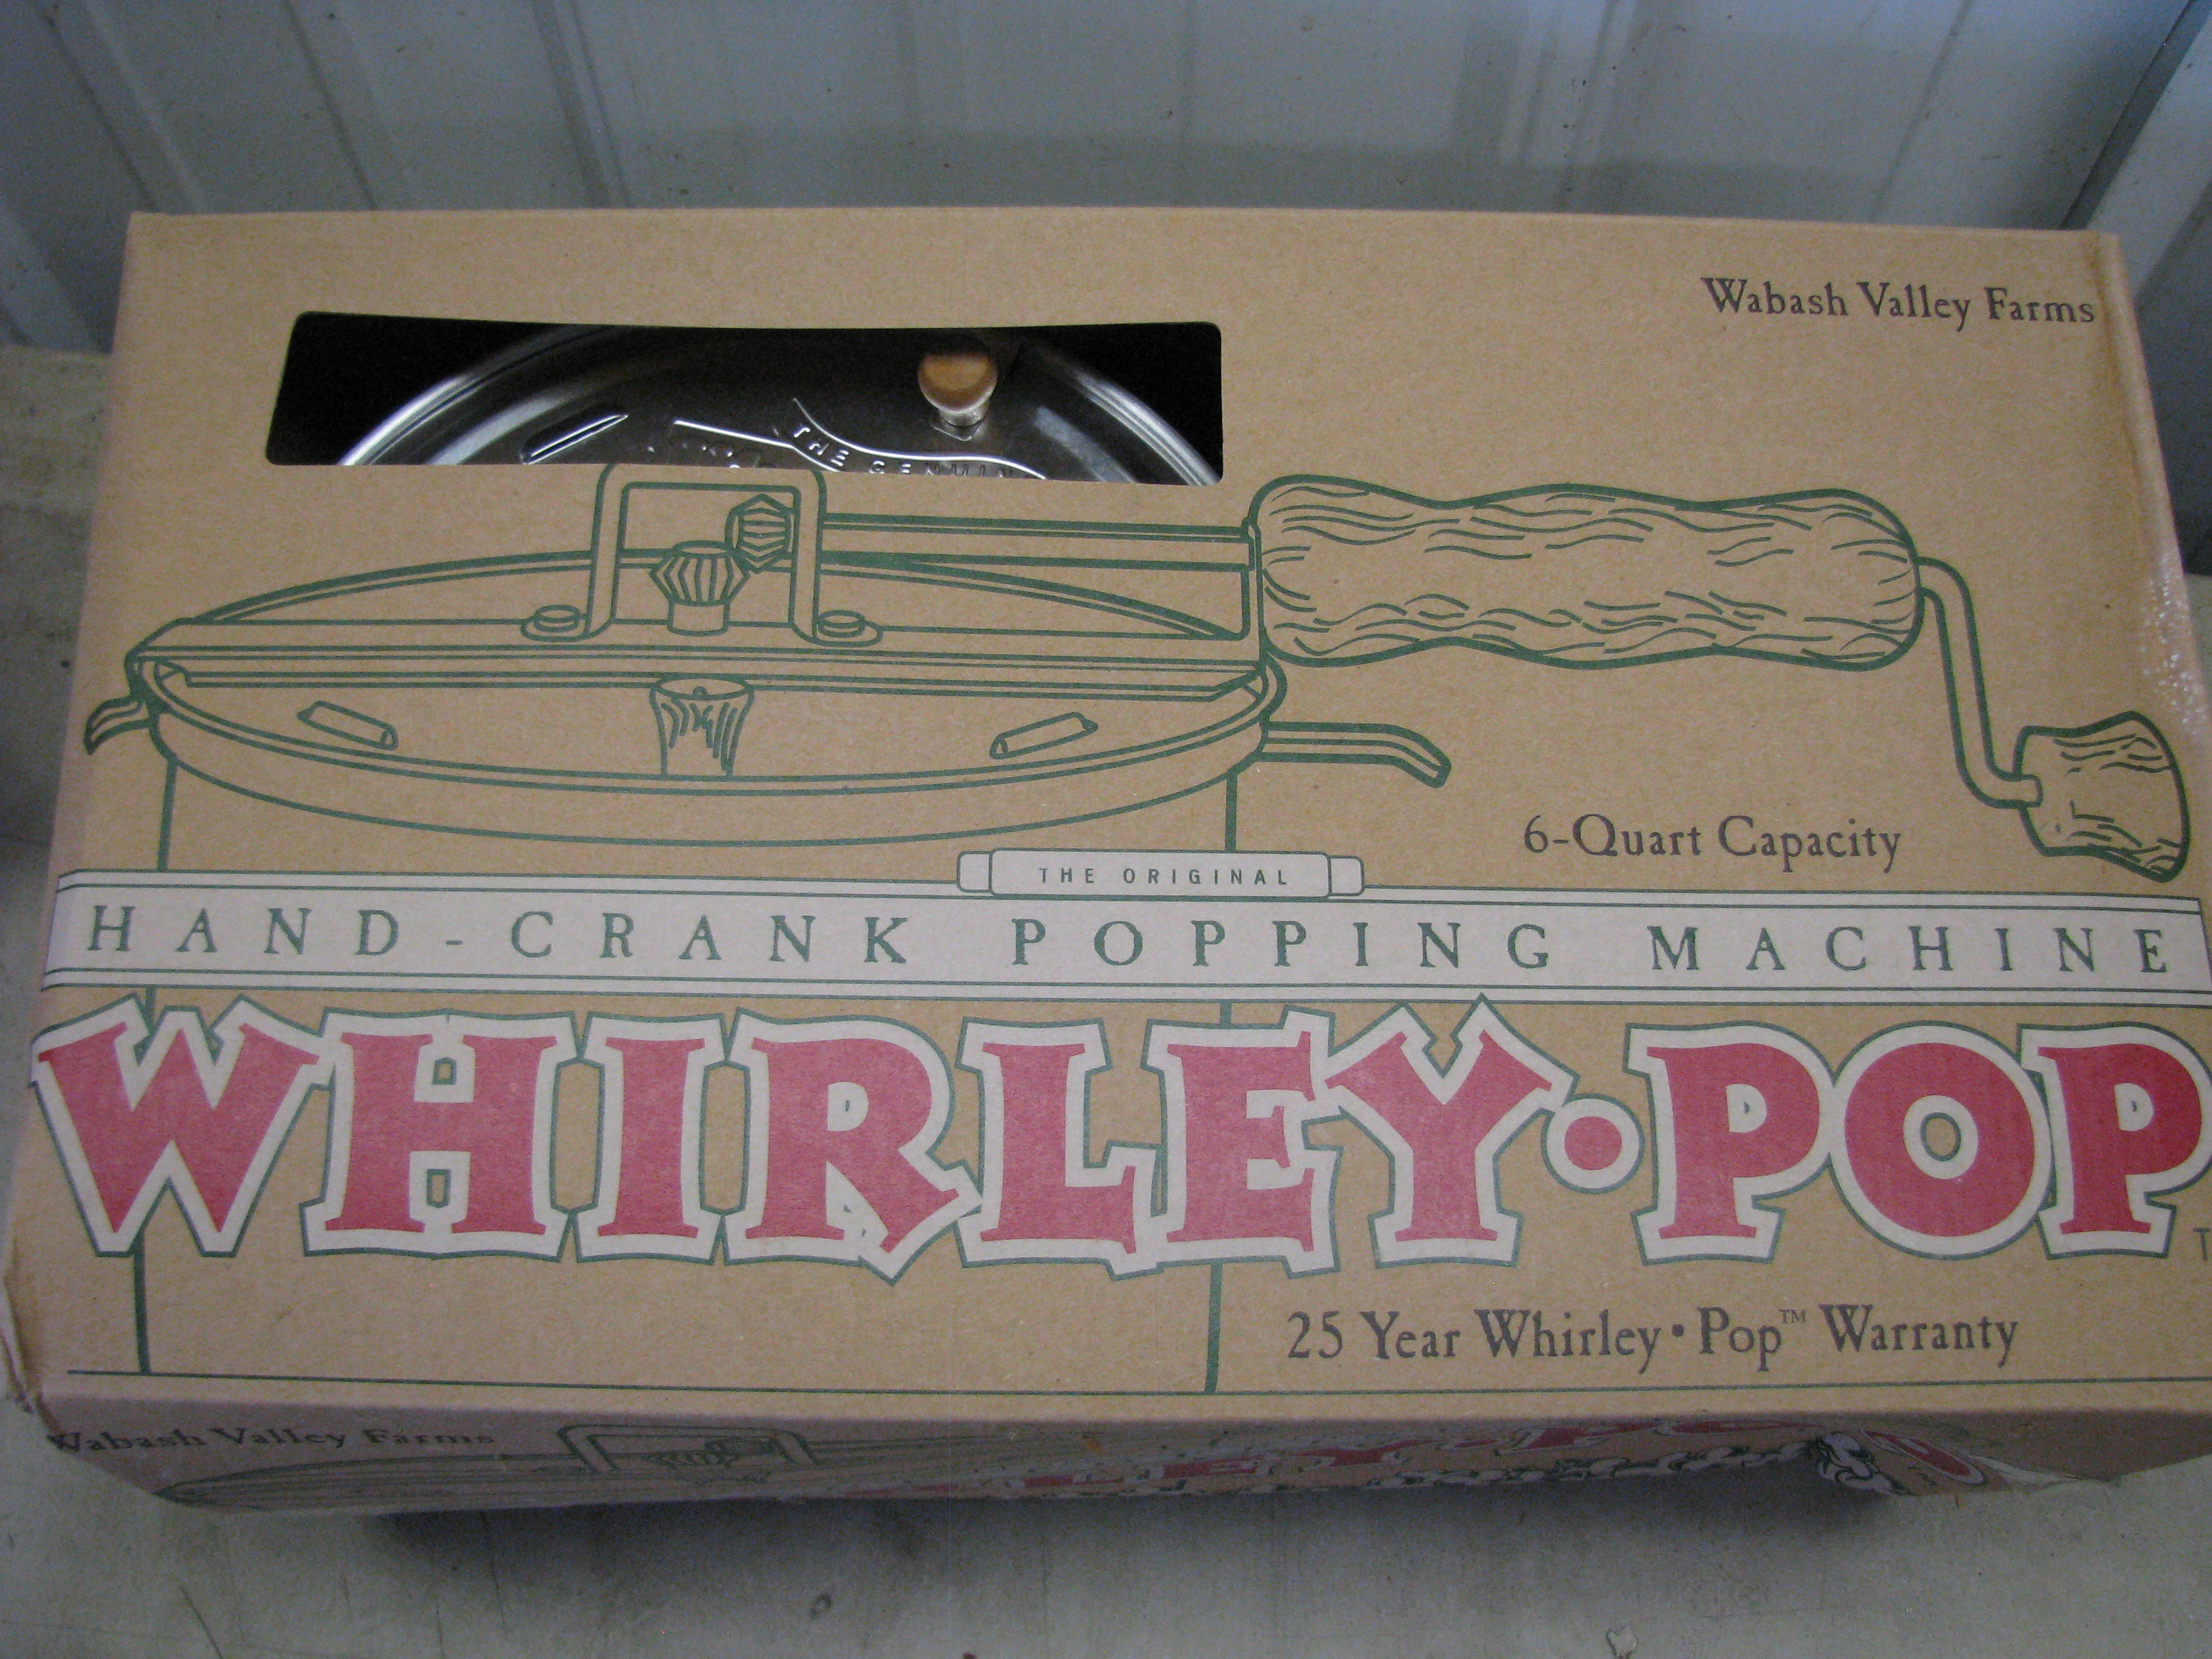 Wabash Valley Farms
THE GENUIN
6-Quart Capacity
THE ORIGINAL
HAND-CRANK POPPING MACHINE
WHIRLEY•POP
25 Year Whirley•Pop™ Warranty
Wabash Valley Farms